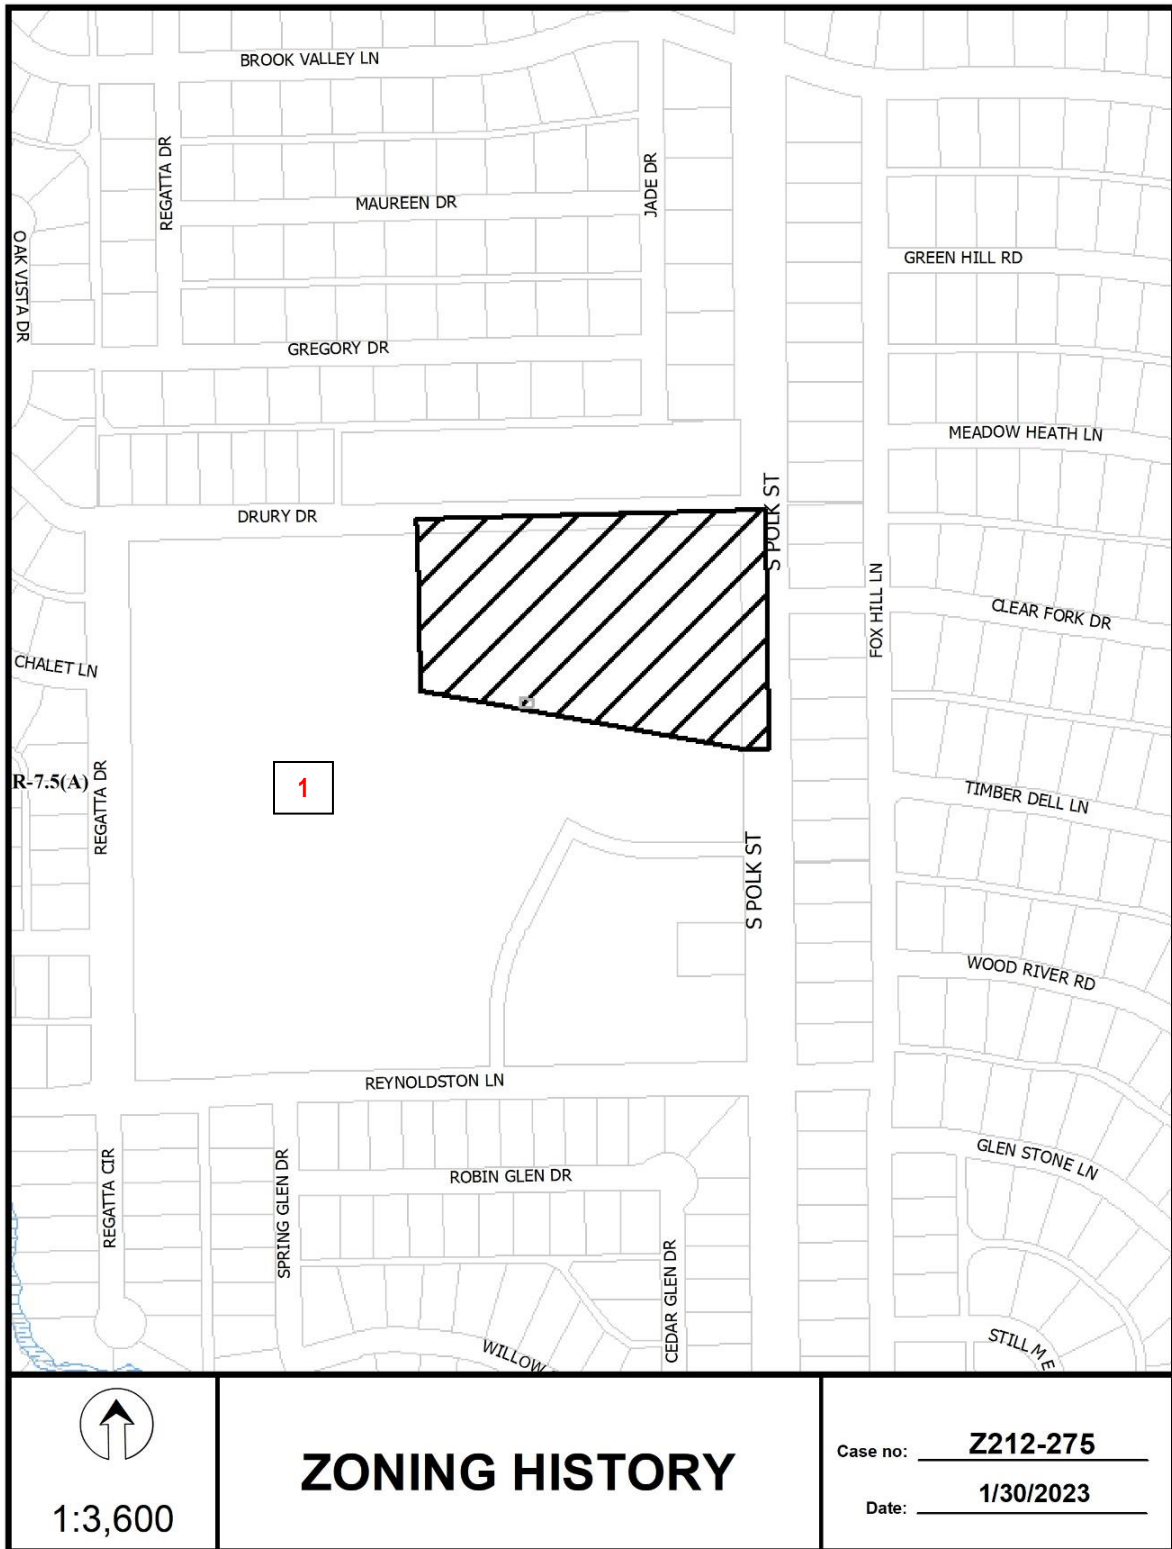 BROOK VALLEY LN
REGATTA DR
MAUREEN DR
JADE DR
OAK VISTA DR
GREEN HILL RD
GREGORY DR
MEADOW HEATH LN
DRURY DR
S POLK ST
FOX HILL LN
CLEAR FORK DR
CHALET LN
R-7.5(A)
REGATTA DR
1
TIMBER DELL LN
S POLK ST
WOOD RIVER RD
REYNOLDSTON LN
REGATTA CIR
SPRING GLEN DR
ROBIN GLEN DR
GLEN STONE LN
CEDAR GLEN DR
WILLOW
STILL M E
1:3,600
ZONING HISTORY
Case no: Z212-275
Date: 1/30/2023